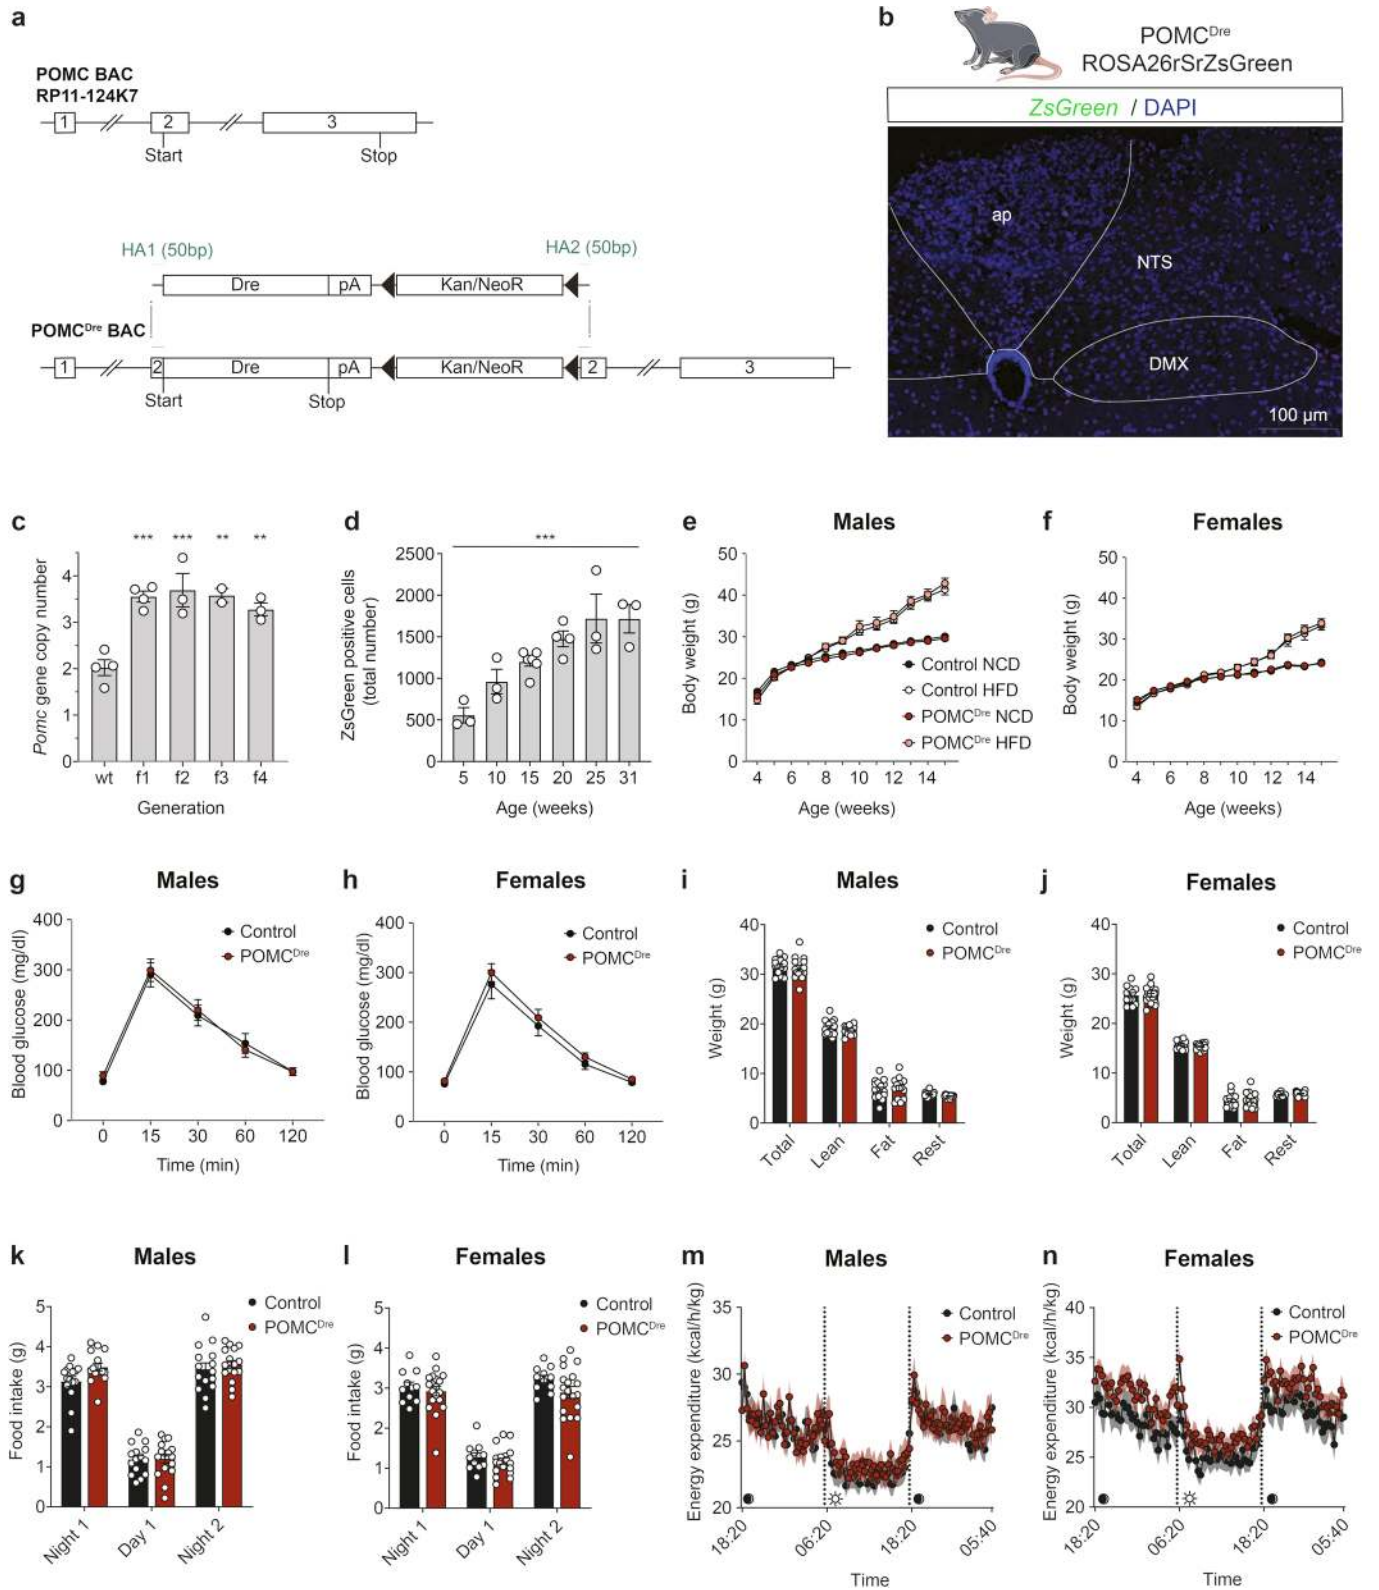 a
POMC BAC
RP11-124K7
1 2 3
Start Stop
HA1 (50bp) HA2 (50bp)
Dre pA Kan/NeoR
POMCDre BAC
1 2 Dre pA Kan/NeoR 2 3
Start Stop
b
POMCDre
ROSA26rSrZsGreen
ZsGreen / DAPI
ap
NTS
DMX
100 µm
c
*** *** ** **
Pomc gene copy number
4
3
2
1
0
wt f1 f2 f3 f4
Generation
d
***
ZsGreen positive cells
(total number)
2500
2000
1500
1000
500
0
5 10 15 20 25 31
Age (weeks)
e Males
Body weight (g)
50
40
30
20
10
0
4 6 8 10 12 14
Age (weeks)
Control NCD
Control HFD
POMCDre NCD
POMCDre HFD
f Females
Body weight (g)
50
40
30
20
10
0
4 6 8 10 12 14
Age (weeks)
g Males
Blood glucose (mg/dl)
400
300
200
100
0
0 15 30 60 120
Time (min)
Control
POMCDre
h Females
Blood glucose (mg/dl)
400
300
200
100
0
0 15 30 60 120
Time (min)
Control
POMCDre
i Males
Weight (g)
40
30
20
10
0
Total Lean Fat Rest
Control
POMCDre
j Females
Weight (g)
40
30
20
10
0
Total Lean Fat Rest
Control
POMCDre
k Males
Food intake (g)
5
4
3
2
1
0
Night 1 Day 1 Night 2
Control
POMCDre
l Females
Food intake (g)
5
4
3
2
1
0
Night 1 Day 1 Night 2
Control
POMCDre
m Males
Energy expenditure (kcal/h/kg)
35
30
25
20
18:20 06:20 18:20 05:40
Time
Control
POMCDre
n Females
Energy expenditure (kcal/h/kg)
40
35
30
25
20
18:20 06:20 18:20 05:40
Time
Control
POMCDre